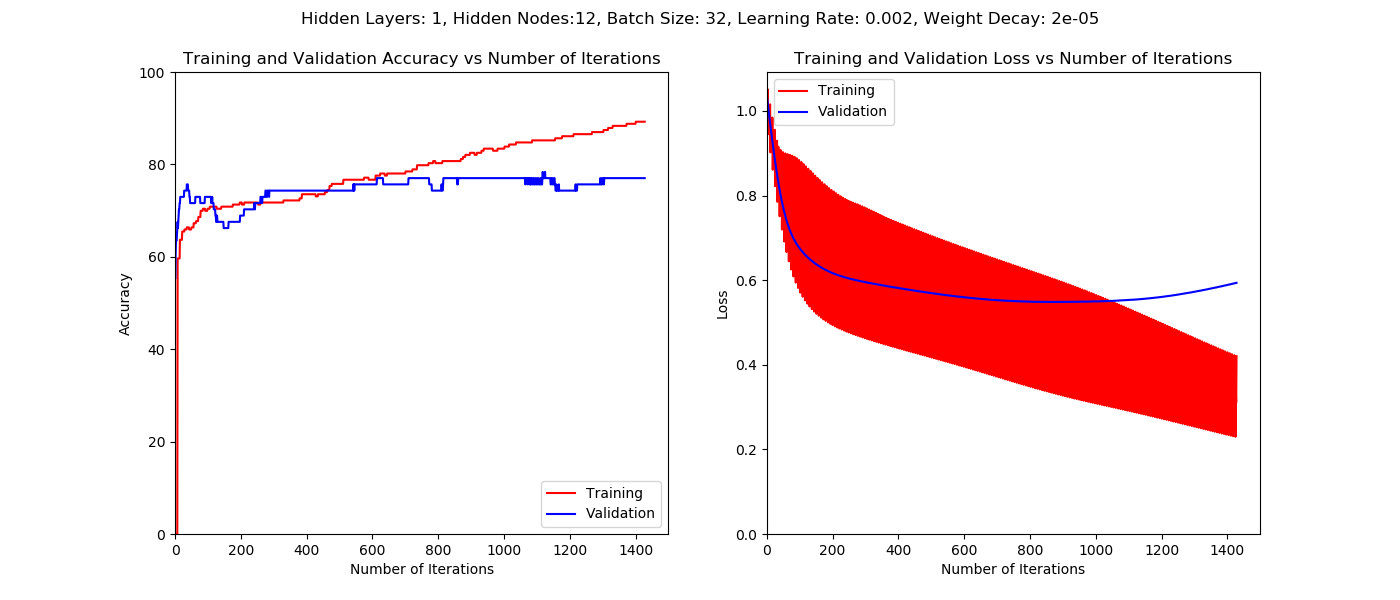 Hidden Layers: 1, Hidden Nodes:12, Batch Size: 32, Learning Rate: 0.002, Weight Decay: 2e-05
Training and Validation Accuracy vs Number of Iterations
100
80
60
40
20
0
Accuracy
0 200 400 600 800 1000 1200 1400
Number of Iterations
Training
Validation
Training and Validation Loss vs Number of Iterations
1.0
0.8
0.6
0.4
0.2
0.0
Loss
0 200 400 600 800 1000 1200 1400
Number of Iterations
Training
Validation